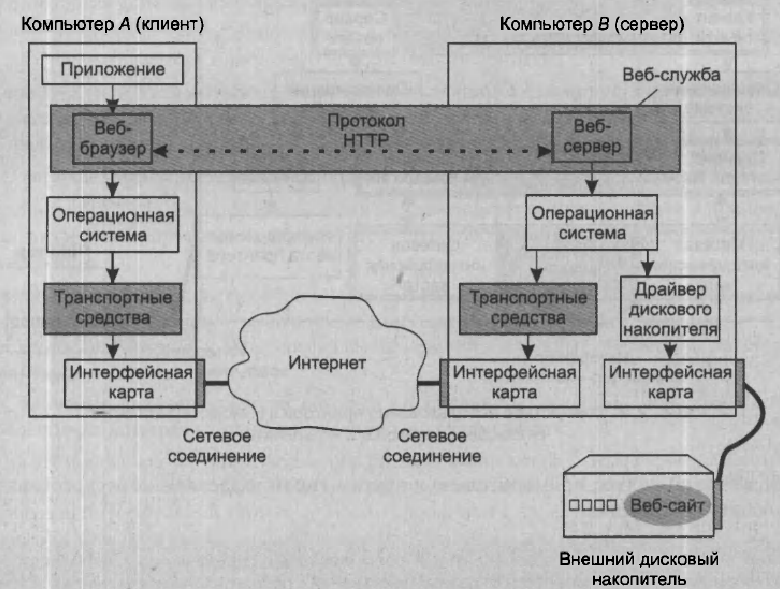 Компьютер А (клиент)
Компьютер В (сервер)
Приложение
Веб-служба
Веб-
браузер
Протокол
HTTP
Веб-
сервер
Операционная
система
Операционная
система
Транспортные
средства
Интернет
Транспортные
средства
Драйвер
дискового
накопителя
Интерфейсная
карта
Интерфейсная
карта
Интерфейсная
карта
Сетевое
соединение
Сетевое
соединение
Веб-сайт
Внешний дисковый
накопитель